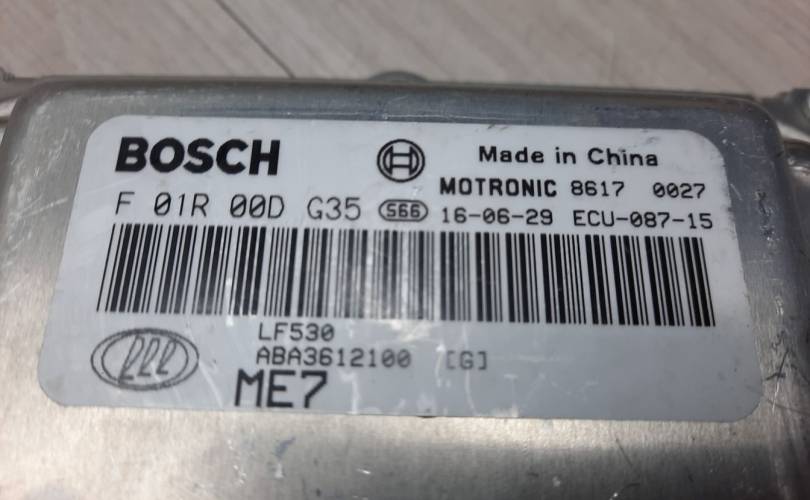 BOSCH
Made in China
MOTRONIC 8617 0027
F 01R 00D G35 S66 16-06-29 ECU-087-15
LF530
ABA3612100 [G]
ME7